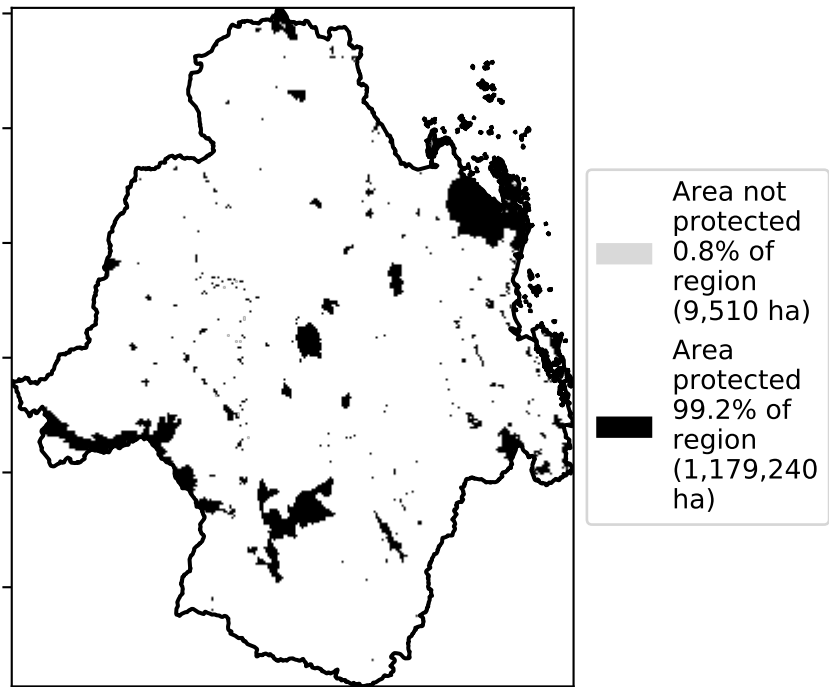 Area not
protected
0.8% of
region
(9,510 ha)
Area
protected
99.2% of
region
(1,179,240
ha)